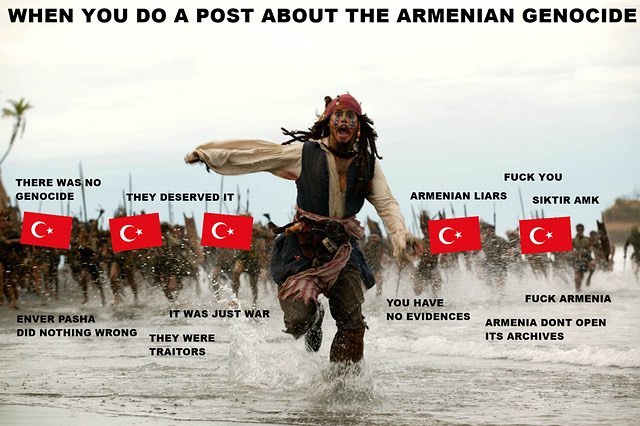 WHEN YOU DO A POST ABOUT THE ARMENIAN GENOCIDE
THERE WAS NO
GENOCIDE
THEY DESERVED IT
ARMENIAN LIARS
FUCK YOU
SIKTIR AMK
ENVER PASHA
DID NOTHING WRONG
IT WAS JUST WAR
THEY WERE
TRAITORS
YOU HAVE
NO EVIDENCES
FUCK ARMENIA
ARMENIA DONT OPEN
ITS ARCHIVES